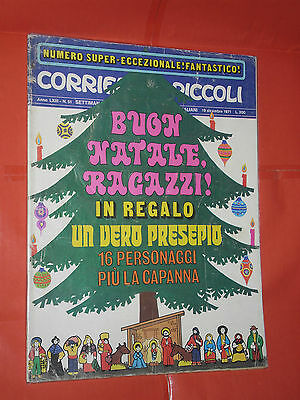 NUMERO SUPER-ECCEZIONALE! FANTASTICO!
CORRIE PICCOLI
Anno LXIII - N. 51 SETTIMAN 19 dicembre 1971 L. 200
BUON
NATALE,
RAGAZZI!
IN REGALO
UN VERO PRESEPIO
16 PERSONAGGI
PIÙ LA CAPANNA